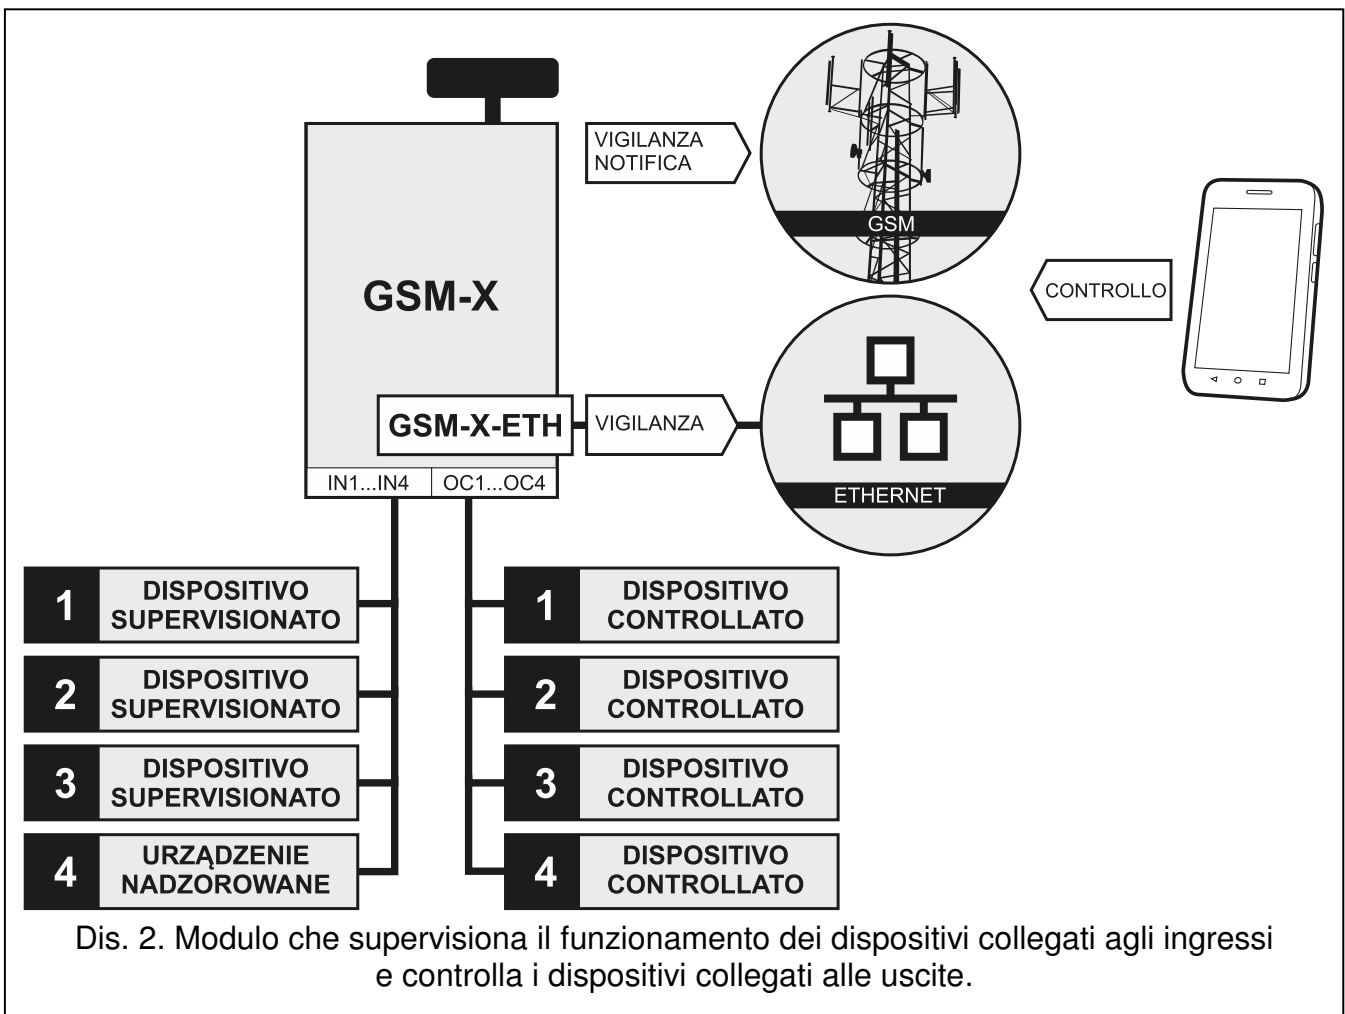 VIGILANZA
NOTIFICA
GSM
CONTROLLO
GSM-X
GSM-X-ETH
VIGILANZA
ETHERNET
IN1...IN4
OC1...OC4
1
DISPOSITIVO
SUPERVISIONATO
2
DISPOSITIVO
SUPERVISIONATO
3
DISPOSITIVO
SUPERVISIONATO
4
URZĄDZENIE
NADZOROWANE
1
DISPOSITIVO
CONTROLLATO
2
DISPOSITIVO
CONTROLLATO
3
DISPOSITIVO
CONTROLLATO
4
DISPOSITIVO
CONTROLLATO
Dis. 2. Modulo che supervisiona il funzionamento dei dispositivi collegati agli ingressi
e controlla i dispositivi collegati alle uscite.